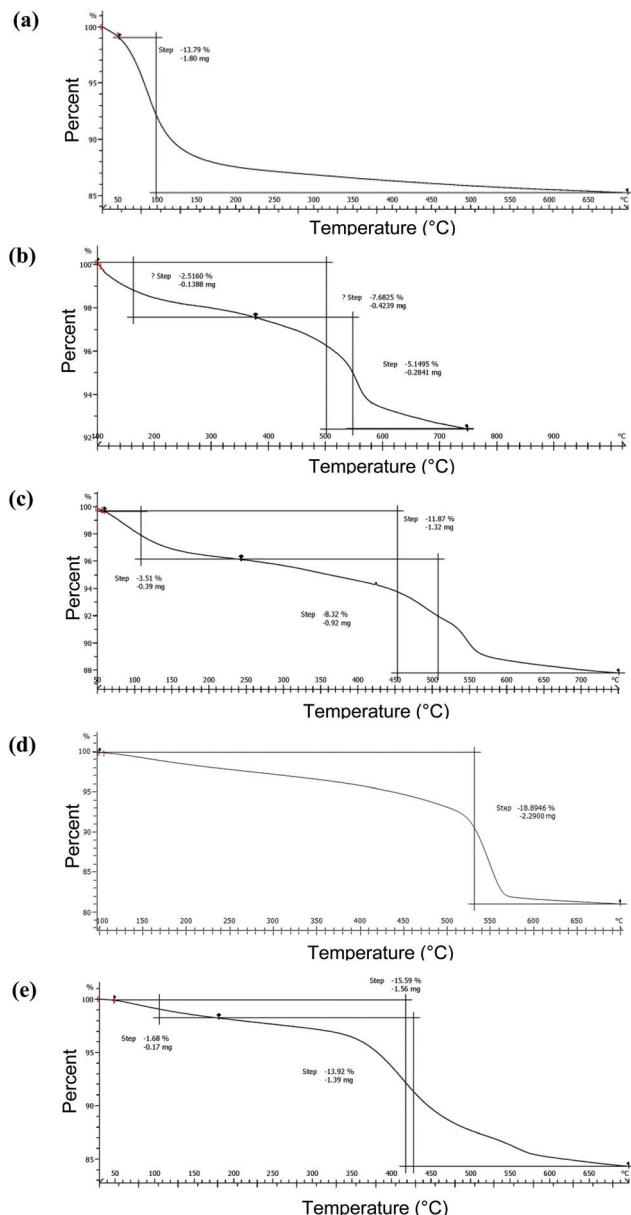 (a)
%
100
95
90
85
Percent
Step -13.79 %
-1.80 mg
50 100 150 200 250 300 350 400 450 500 550 600 650 °C
Temperature (°C)
(b)
%
100
98
96
94
92
Percent
? Step -2.5160 %
-0.1388 mg
? Step -7.6825 %
-0.4239 mg
-5.1495 %
-0.2841 mg
100 200 300 400 500 600 700 800 900 °C
Temperature (°C)
(c)
%
100
98
96
94
92
90
88
Percent
Step -11.87 %
-1.32 mg
Step -3.51 %
-0.39 mg
Step -8.32 %
-0.92 mg
50 100 150 200 250 300 350 400 450 500 550 600 650 700 °C
Temperature (°C)
(d)
%
100
95
90
85
80
Percent
Step -18.8946 %
-2.2900 mg
100 150 200 250 300 350 400 450 500 550 600 650 °C
Temperature (°C)
(e)
%
100
95
90
85
Percent
Step -15.59 %
-1.56 mg
Step -1.68 %
-0.17 mg
Step -13.92 %
-1.39 mg
50 100 150 200 250 300 350 400 450 500 550 600 650 °C
Temperature (°C)